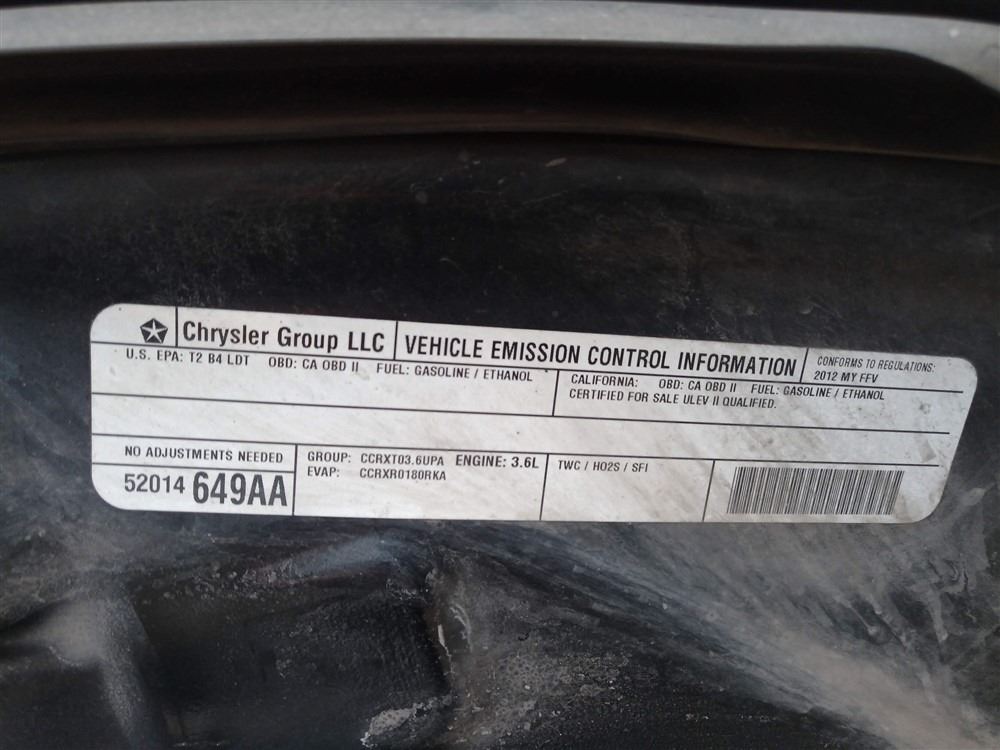 Chrysler Group LLC
VEHICLE EMISSION CONTROL INFORMATION
CONFORMS TO REGULATIONS:
2012 MY FFV
U.S. EPA: T2 B4 LDT OBD: CA OBD II FUEL: GASOLINE / ETHANOL
CALIFORNIA: OBD: CA OBD II FUEL: GASOLINE / ETHANOL
CERTIFIED FOR SALE ULEV II QUALIFIED.
NO ADJUSTMENTS NEEDED
52014 649AA
GROUP: CCRXT03.6UPA ENGINE: 3.6L
EVAP: CCRXR0180RKA
TWC / HO2S / SFI